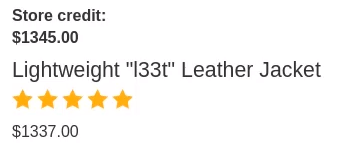 Store credit:
$1345.00
Lightweight "l33t" Leather Jacket
$1337.00